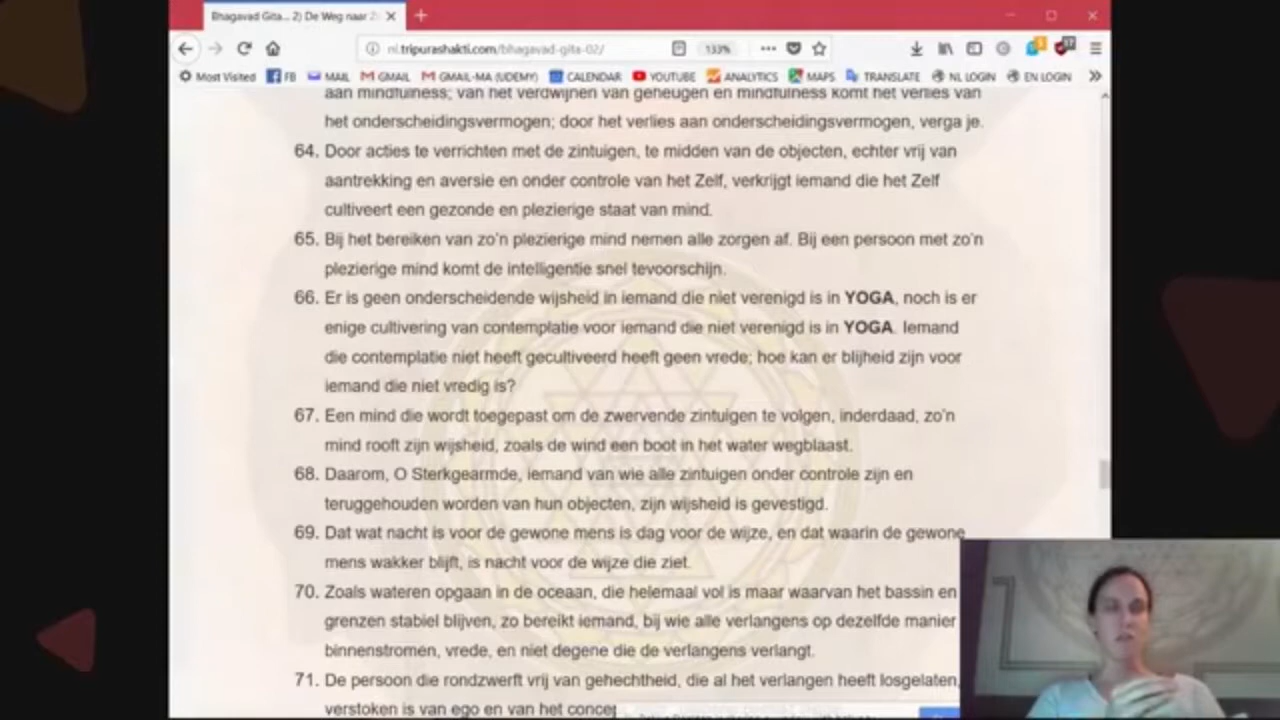 Bhagavad Gita... 2) De Weg naar
nl.tripurashakti.com/bhagavad-gita-02/
133%
Most Visited FB MAIL GMAIL GMAIL-MA (UDEMY) CALENDAR YOUTUBE ANALYTICS MAPS TRANSLATE NL LOGIN EN LOGIN
aan mindfulness; van het verdwijnen van geheugen en mindfulness komt het verlies van
het onderscheidingsvermogen; door het verlies aan onderscheidingsvermogen, verga je.
64. Door acties te verrichten met de zintuigen, te midden van de objecten, echter vrij van
aantrekking en aversie en onder controle van het Zelf, verkrijgt iemand die het Zelf
cultiveert een gezonde en plezierige staat van mind.
65. Bij het bereiken van zo'n plezierige mind nemen alle zorgen af. Bij een persoon met zo'n
plezierige mind komt de intelligentie snel tevoorschijn.
66. Er is geen onderscheidende wijsheid in iemand die niet verenigd is in YOGA, noch is er
enige cultivering van contemplatie voor iemand die niet verenigd is in YOGA. Iemand
die contemplatie niet heeft gecultiveerd heeft geen vrede; hoe kan er blijheid zijn voor
iemand die niet vredig is?
67. Een mind die wordt toegepast om de zwervende zintuigen te volgen, inderdaad, zo'n
mind rooft zijn wijsheid, zoals de wind een boot in het water wegblaast.
68. Daarom, O Sterkgearmde, iemand van wie alle zintuigen onder controle zijn en
teruggehouden worden van hun objecten, zijn wijsheid is gevestigd.
69. Dat wat nacht is voor de gewone mens is dag voor de wijze, en dat waarin de gewone
mens wakker blijft, is nacht voor de wijze die ziet.
70. Zoals wateren opgaan in de oceaan, die helemaal vol is maar waarvan het bassin en
grenzen stabiel blijven, zo bereikt iemand, bij wie alle verlangens op dezelfde manier
binnenstromen, vrede, en niet degene die de verlangens verlangt.
71. De persoon die rondzwerft vrij van gehechtheid, die al het verlangen heeft losgelaten,
verstoken is van ego en van het concep